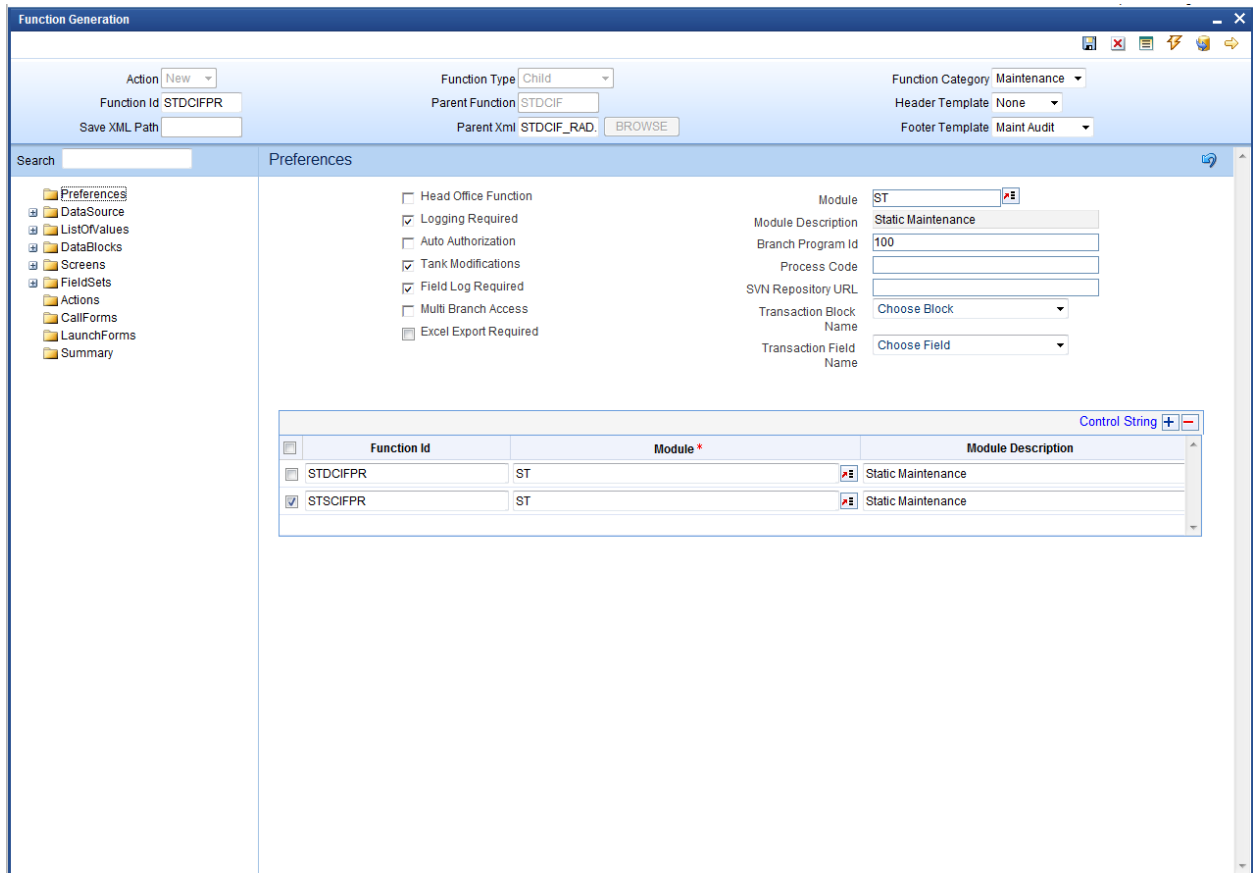 Function Generation
Action New Function Type Child Function Category Maintenance
Function Id STDCIFPR Parent Function STDCIF Header Template None
Save XML Path Parent Xml STDCIF_RAD. BROWSE Footer Template Maint Audit
Search
Preferences
DataSource
ListOfValues
DataBlocks
Screens
FieldSets
Actions
CallForms
LaunchForms
Summary
Preferences
Head Office Function
Logging Required
Auto Authorization
Tank Modifications
Field Log Required
Multi Branch Access
Excel Export Required
Module ST
Module Description Static Maintenance
Branch Program Id 100
Process Code
SVN Repository URL
Transaction Block Name Choose Block
Transaction Field Name Choose Field
Control String
Function Id Module * Module Description
STDCIFPR ST Static Maintenance
STSCIFPR ST Static Maintenance